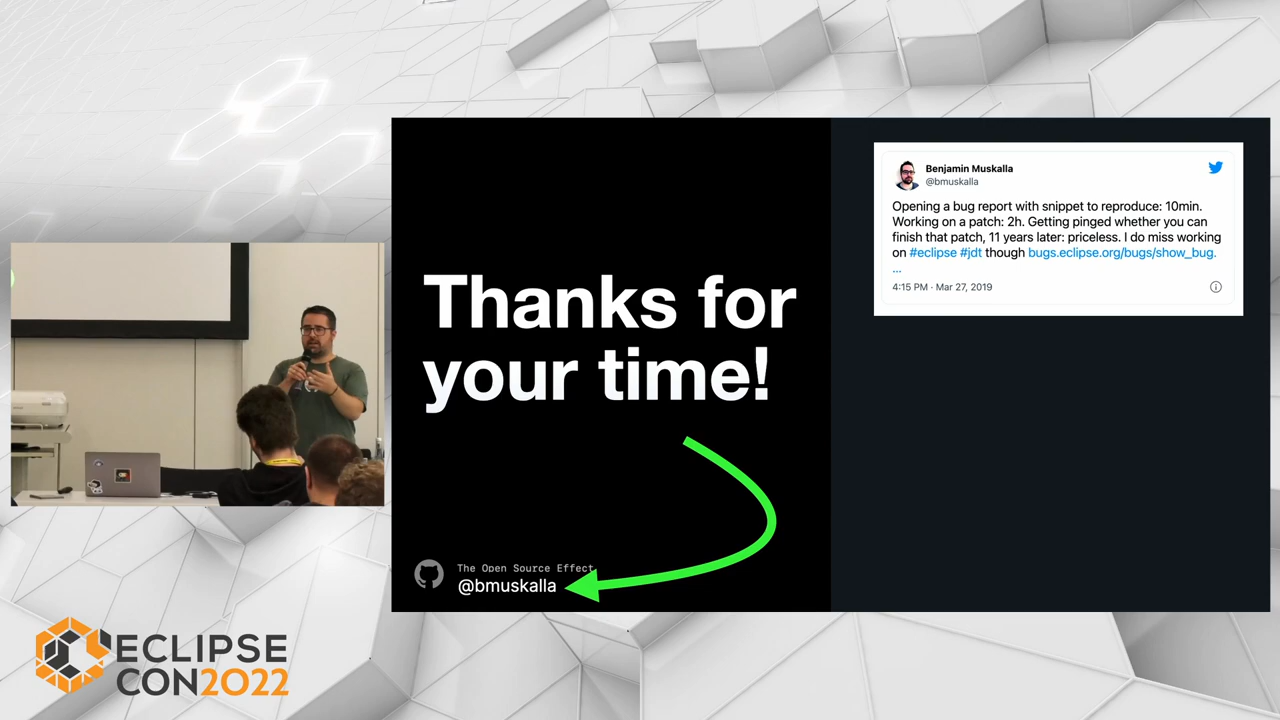 Thanks for
your time!
The Open Source Effect
@bmuskalla
Benjamin Muskalla
@bmuskalla
Opening a bug report with snippet to reproduce: 10min.
Working on a patch: 2h. Getting pinged whether you can
finish that patch, 11 years later: priceless. I do miss working
on #eclipse #jdt though bugs.eclipse.org/bugs/show_bug.
...
4:15 PM · Mar 27, 2019
ECLIPSE
CON2022